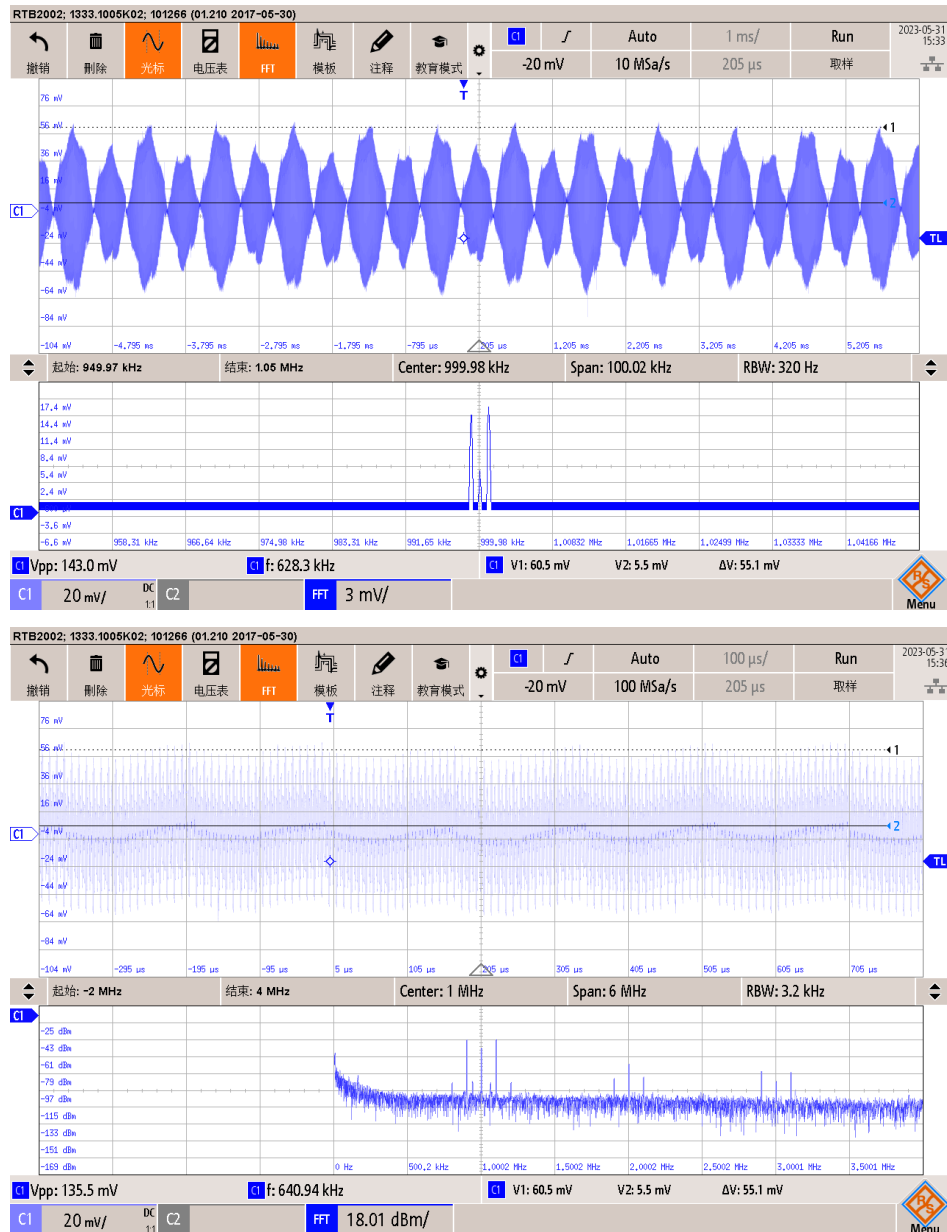 RTB2002; 1333.1005K02; 101266 (01.210 2017-05-30)
撤销 删除 光标 电压表 FFT 模板 注释 教育模式
C1 Auto 1 ms/ Run
-20 mV 10 MSa/s 205 µs 取样
2023-05-31
15:33
T
76 mV
56 mV 1
36 mV
16 mV
C1 -4 mV 2
-24 mV TL
-44 mV
-64 mV
-84 mV
-104 mV -4,795 ms -3,795 ms -2,795 ms -1,795 ms -795 µs 205 µs 1,205 ms 2,205 ms 3,205 ms 4,205 ms 5,205 ms
起始: 949.97 kHz 结束: 1.05 MHz Center: 999.98 kHz Span: 100.02 kHz RBW: 320 Hz
17.4 mV
14.4 mV
11.4 mV
8.4 mV
5.4 mV
2.4 mV
C1
-3.6 mV
-6.6 mV 958.31 kHz 966.64 kHz 974.98 kHz 983.31 kHz 991.65 kHz 999.98 kHz 1.00832 MHz 1.01665 MHz 1.02499 MHz 1.03333 MHz 1.04166 MHz
C1 Vpp: 143.0 mV C1 f: 628.3 kHz C1 V1: 60.5 mV V2: 5.5 mV ΔV: 55.1 mV
C1 20 mV/ DC 1:1 C2 FFT 3 mV/
R&S
Menu
RTB2002; 1333.1005K02; 101266 (01.210 2017-05-30)
撤销 删除 光标 电压表 FFT 模板 注释 教育模式
C1 Auto 100 µs/ Run
-20 mV 100 MSa/s 205 µs 取样
2023-05-31
15:36
T
76 mV
56 mV 1
36 mV
16 mV
C1 -4 mV 2
-24 mV TL
-44 mV
-64 mV
-84 mV
-104 mV -295 µs -195 µs -95 µs 5 µs 105 µs 205 µs 305 µs 405 µs 505 µs 605 µs 705 µs
起始: -2 MHz 结束: 4 MHz Center: 1 MHz Span: 6 MHz RBW: 3.2 kHz
C1
-25 dBm
-43 dBm
-61 dBm
-79 dBm
-97 dBm
-115 dBm
-133 dBm
-151 dBm
-169 dBm 0 Hz 500.2 kHz 1,0002 MHz 1,5002 MHz 2,0002 MHz 2,5002 MHz 3,0001 MHz 3,5001 MHz
C1 Vpp: 135.5 mV C1 f: 640.94 kHz C1 V1: 60.5 mV V2: 5.5 mV ΔV: 55.1 mV
C1 20 mV/ DC 1:1 C2 FFT 18.01 dBm/
R&S
Menu